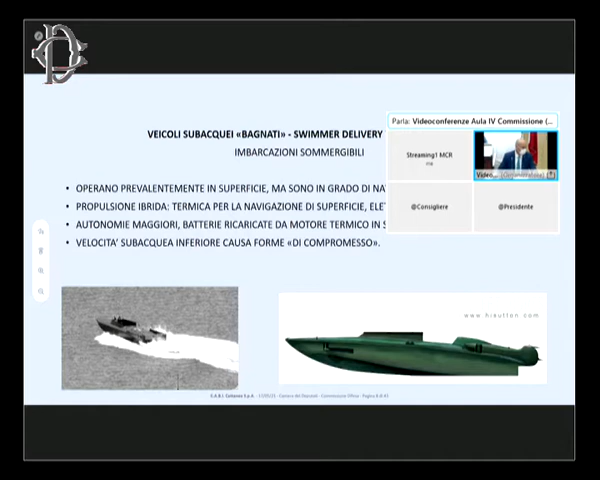 VEICOLI SUBACQUEI «BAGNATI» - SWIMMER DELIVERY
IMBARCAZIONI SOMMERGIBILI
• OPERANO PREVALENTEMENTE IN SUPERFICIE, MA SONO IN GRADO DI NA
• PROPULSIONE IBRIDA: TERMICA PER LA NAVIGAZIONE DI SUPERFICIE, ELE
• AUTONOMIE MAGGIORI, BATTERIE RICARICATE DA MOTORE TERMICO IN S
• VELOCITA' SUBACQUEA INFERIORE CAUSA FORME «DI COMPROMESSO».
Parla: Videoconferenze Aula IV Commissione (...
Streaming1 MCR
@Consigliere
@Presidente
www.hisutton.com